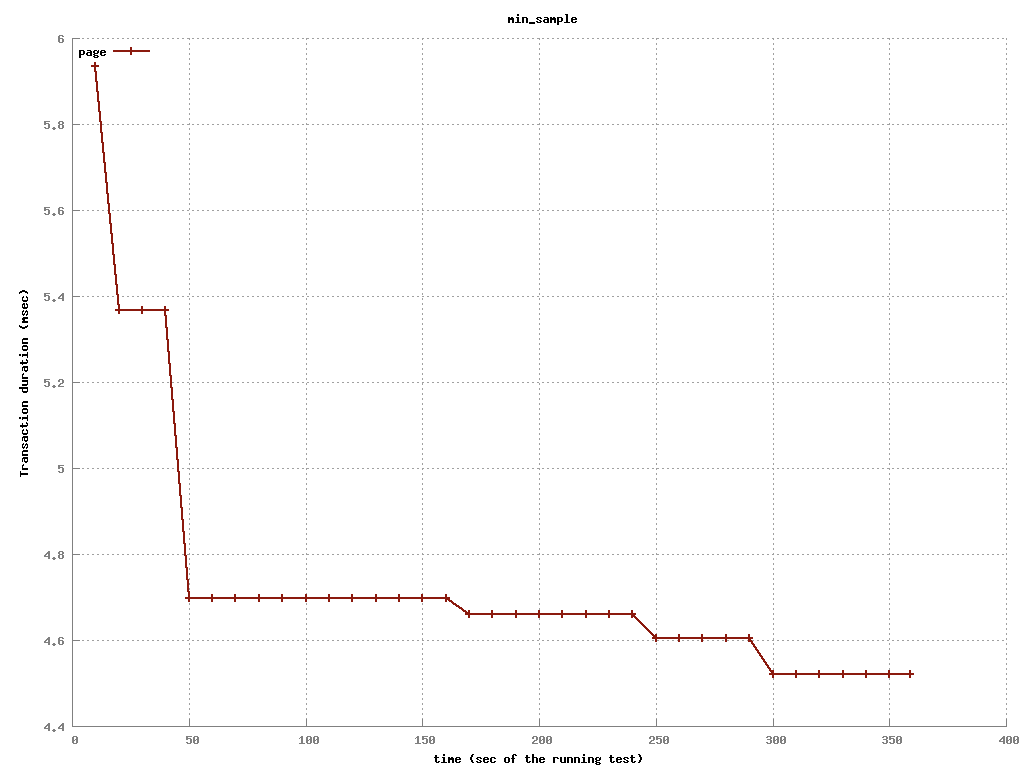 min_sample
page
6
5.8
5.6
5.4
5.2
5
4.8
4.6
4.4
Transaction duration (msec)
0 50 100 150 200 250 300 350 400
time (sec of the running test)